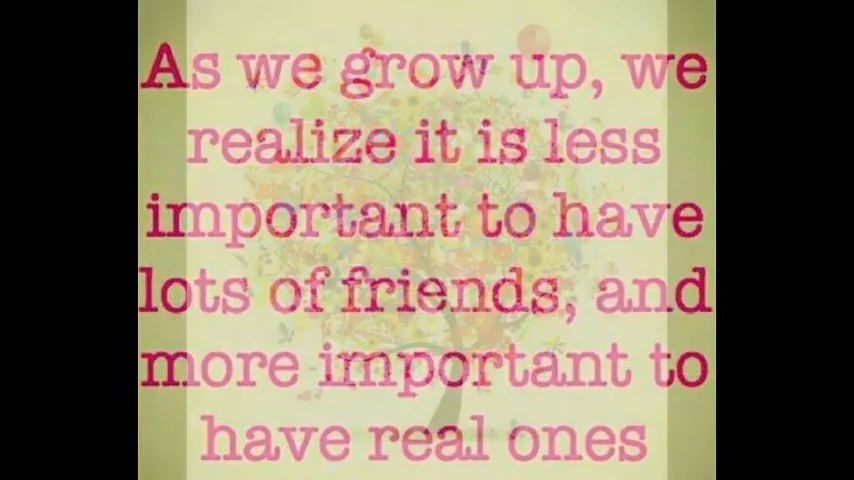 As we grow up, we
realize it is less
important to have
lots of friends, and
more important to
have real ones